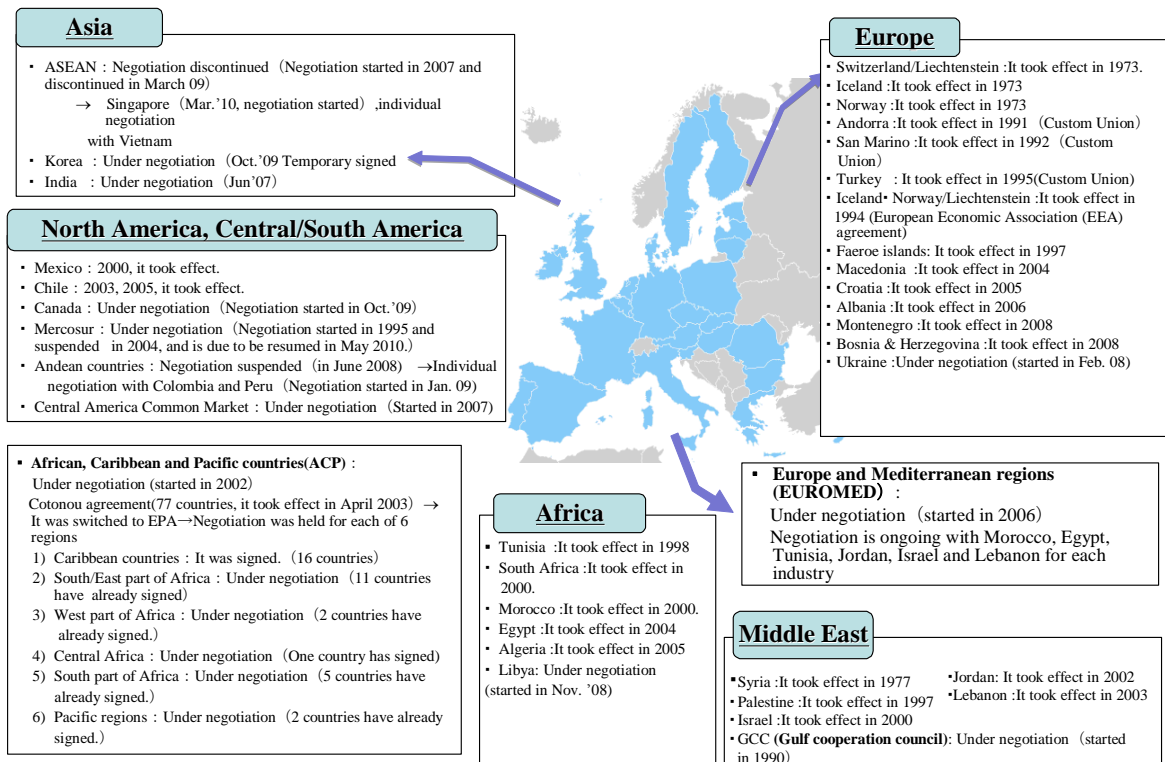 Asia
・ ASEAN：Negotiation discontinued（Negotiation started in 2007 and
discontinued in March 09）
→ Singapore（Mar.’10, negotiation started）,individual
negotiation
with Vietnam
・ Korea：Under negotiation（Oct.’09 Temporary signed
・ India：Under negotiation（Jun’07）
North America, Central/South America
・ Mexico：2000, it took effect.
・ Chile：2003, 2005, it took effect.
・ Canada：Under negotiation（Negotiation started in Oct.’09）
・ Mercosur：Under negotiation（Negotiation started in 1995 and
suspended in 2004, and is due to be resumed in May 2010.）
・ Andean countries：Negotiation suspended（in June 2008） →Individual
negotiation with Colombia and Peru（Negotiation started in Jan. 09）
・ Central America Common Market：Under negotiation（Started in 2007）
▪ African, Caribbean and Pacific countries(ACP)：
Under negotiation (started in 2002)
Cotonou agreement(77 countries, it took effect in April 2003） →
It was switched to EPA→Negotiation was held for each of 6
regions
1) Caribbean countries：It was signed.（16 countries）
2) South/East part of Africa：Under negotiation（11 countries
have already signed）
3) West part of Africa：Under negotiation（2 countries have
already signed.）
4) Central Africa：Under negotiation（One country has signed）
5) South part of Africa：Under negotiation（5 countries have
already signed.）
6) Pacific regions：Under negotiation（2 countries have already
signed.）
Europe
・ Switzerland/Liechtenstein :It took effect in 1973.
・ Iceland :It took effect in 1973
・ Norway :It took effect in 1973
・ Andorra :It took effect in 1991（Custom Union）
・ San Marino :It took effect in 1992（Custom
Union）
・ Turkey : It took effect in 1995(Custom Union）
・ Iceland・Norway/Liechtenstein :It took effect in
1994 (European Economic Association (EEA)
agreement)
・ Faeroe islands: It took effect in 1997
・ Macedonia :It took effect in 2004
・ Croatia :It took effect in 2005
・ Albania :It took effect in 2006
・ Montenegro :It took effect in 2008
・ Bosnia & Herzegovina :It took effect in 2008
・ Ukraine :Under negotiation (started in Feb. 08)
▪ Europe and Mediterranean regions
(EUROMED）：
Under negotiation（started in 2006）
Negotiation is ongoing with Morocco, Egypt,
Tunisia, Jordan, Israel and Lebanon for each
industry
Africa
・ Tunisia :It took effect in 1998
・ South Africa :It took effect in
2000.
・ Morocco :It took effect in 2000.
・ Egypt :It took effect in 2004
・ Algeria :It took effect in 2005
・ Libya: Under negotiation
(started in Nov. ’08）
Middle East
▪Syria :It took effect in 1977
・Palestine :It took effect in 1997
・Israel :It took effect in 2000
▪Jordan: It took effect in 2002
▪Lebanon :It took effect in 2003
・GCC (Gulf cooperation council): Under negotiation（started
in 1990）